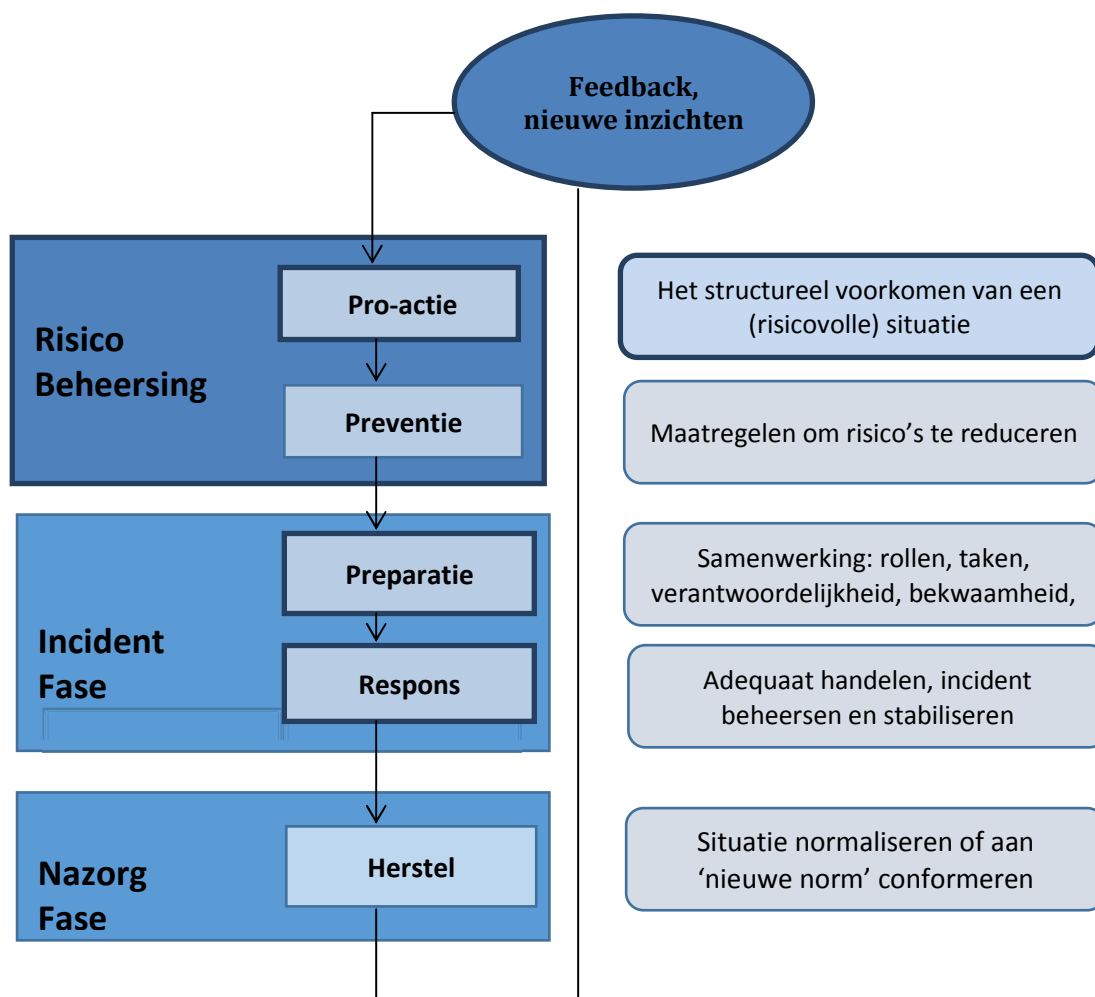 Feedback,
nieuwe inzichten
Risico
Beheersing
Pro-actie
Het structureel voorkomen van een
(risicovolle) situatie
Preventie
Maatregelen om risico’s te reduceren
Incident
Fase
Preparatie
Samenwerking: rollen, taken,
verantwoordelijkheid, bekwaamheid,
Respons
Adequaat handelen, incident
beheersen en stabiliseren
Nazorg
Fase
Herstel
Situatie normaliseren of aan
‘nieuwe norm’ conformeren